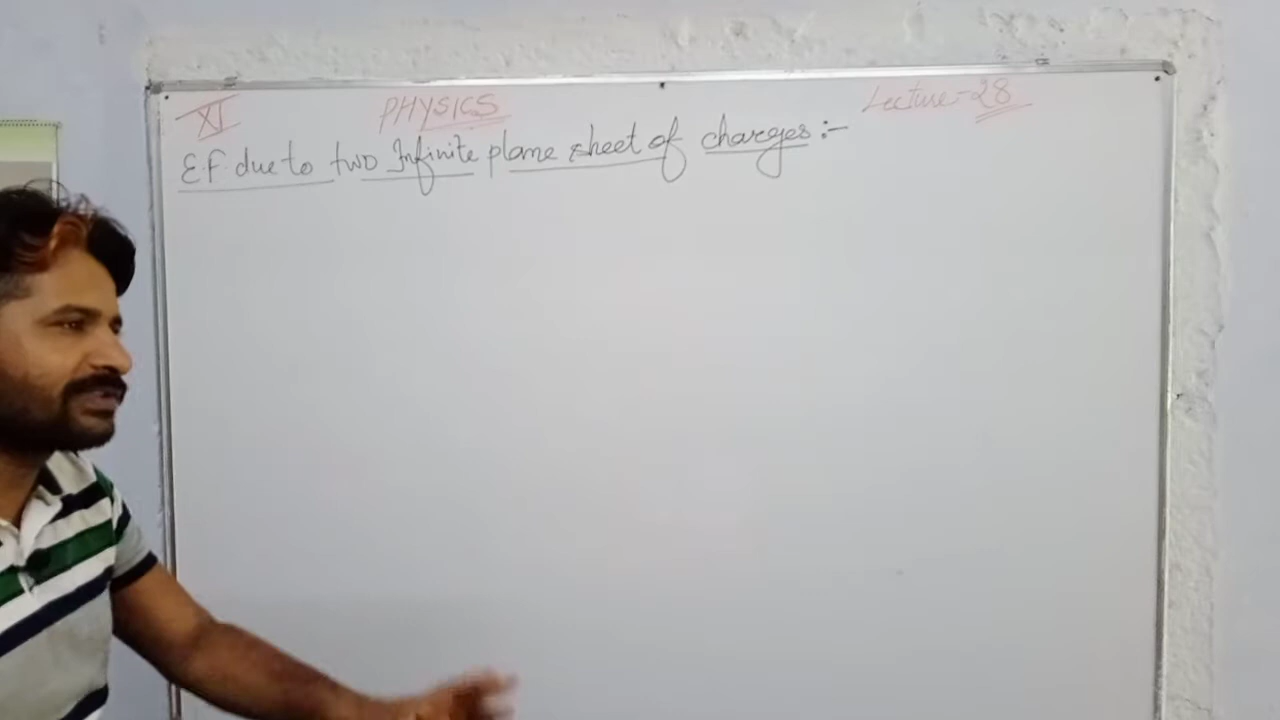 XI PHYSICS Lecture-28
E.F. due to two Infinite plane sheet of charges:-